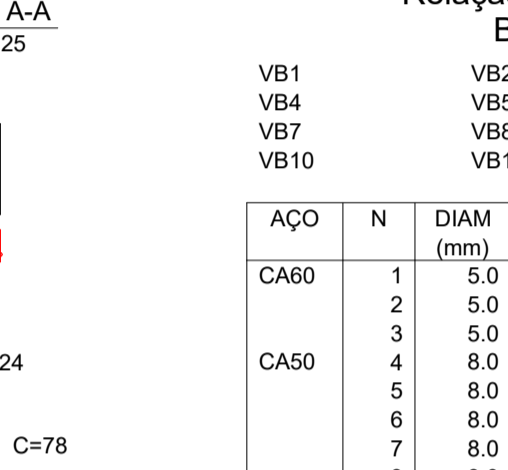 A-A
25
VB1
VB4
VB7
VB10
24
C=78
AÇO N DIAM
(mm)
CA60 1 5.0
2 5.0
3 5.0
CA50 4 8.0
5 8.0
6 8.0
7 8.0